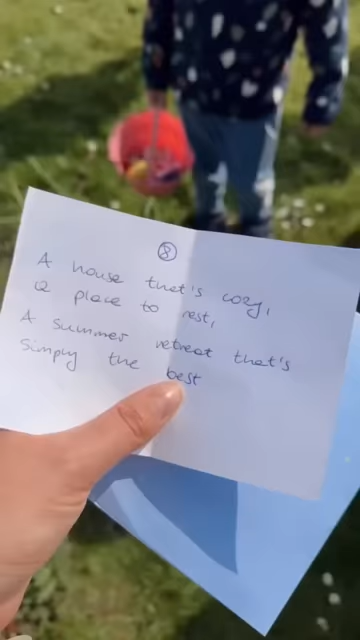 8
A house that's cozy,
a place to rest,
A summer retreat that's
Simply the best